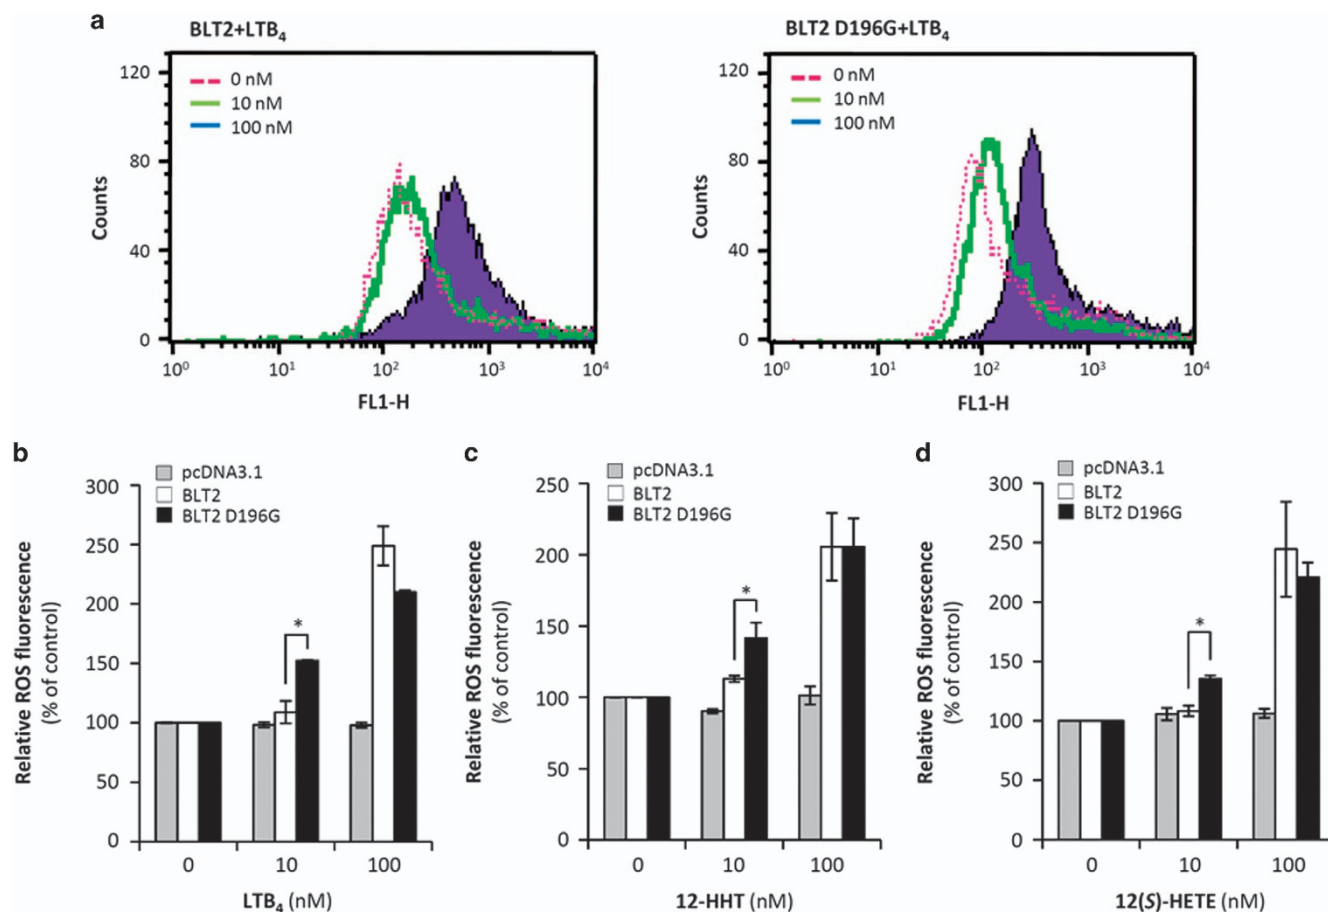 a
BLT2+LTB₄
0 nM
10 nM
100 nM
120
80
40
0
Counts
10⁰ 10¹ 10² 10³ 10⁴
FL1-H
BLT2 D196G+LTB₄
0 nM
10 nM
100 nM
120
80
40
0
Counts
10⁰ 10¹ 10² 10³ 10⁴
FL1-H
b
pcDNA3.1
BLT2
BLT2 D196G
Relative ROS fluorescence
(% of control)
300
250
200
150
100
50
0
*
0 10 100
LTB₄ (nM)
c
pcDNA3.1
BLT2
BLT2 D196G
Relative ROS fluorescence
(% of control)
250
200
150
100
50
0
*
0 10 100
12-HHT (nM)
d
pcDNA3.1
BLT2
BLT2 D196G
Relative ROS fluorescence
(% of control)
300
250
200
150
100
50
0
*
0 10 100
12(S)-HETE (nM)